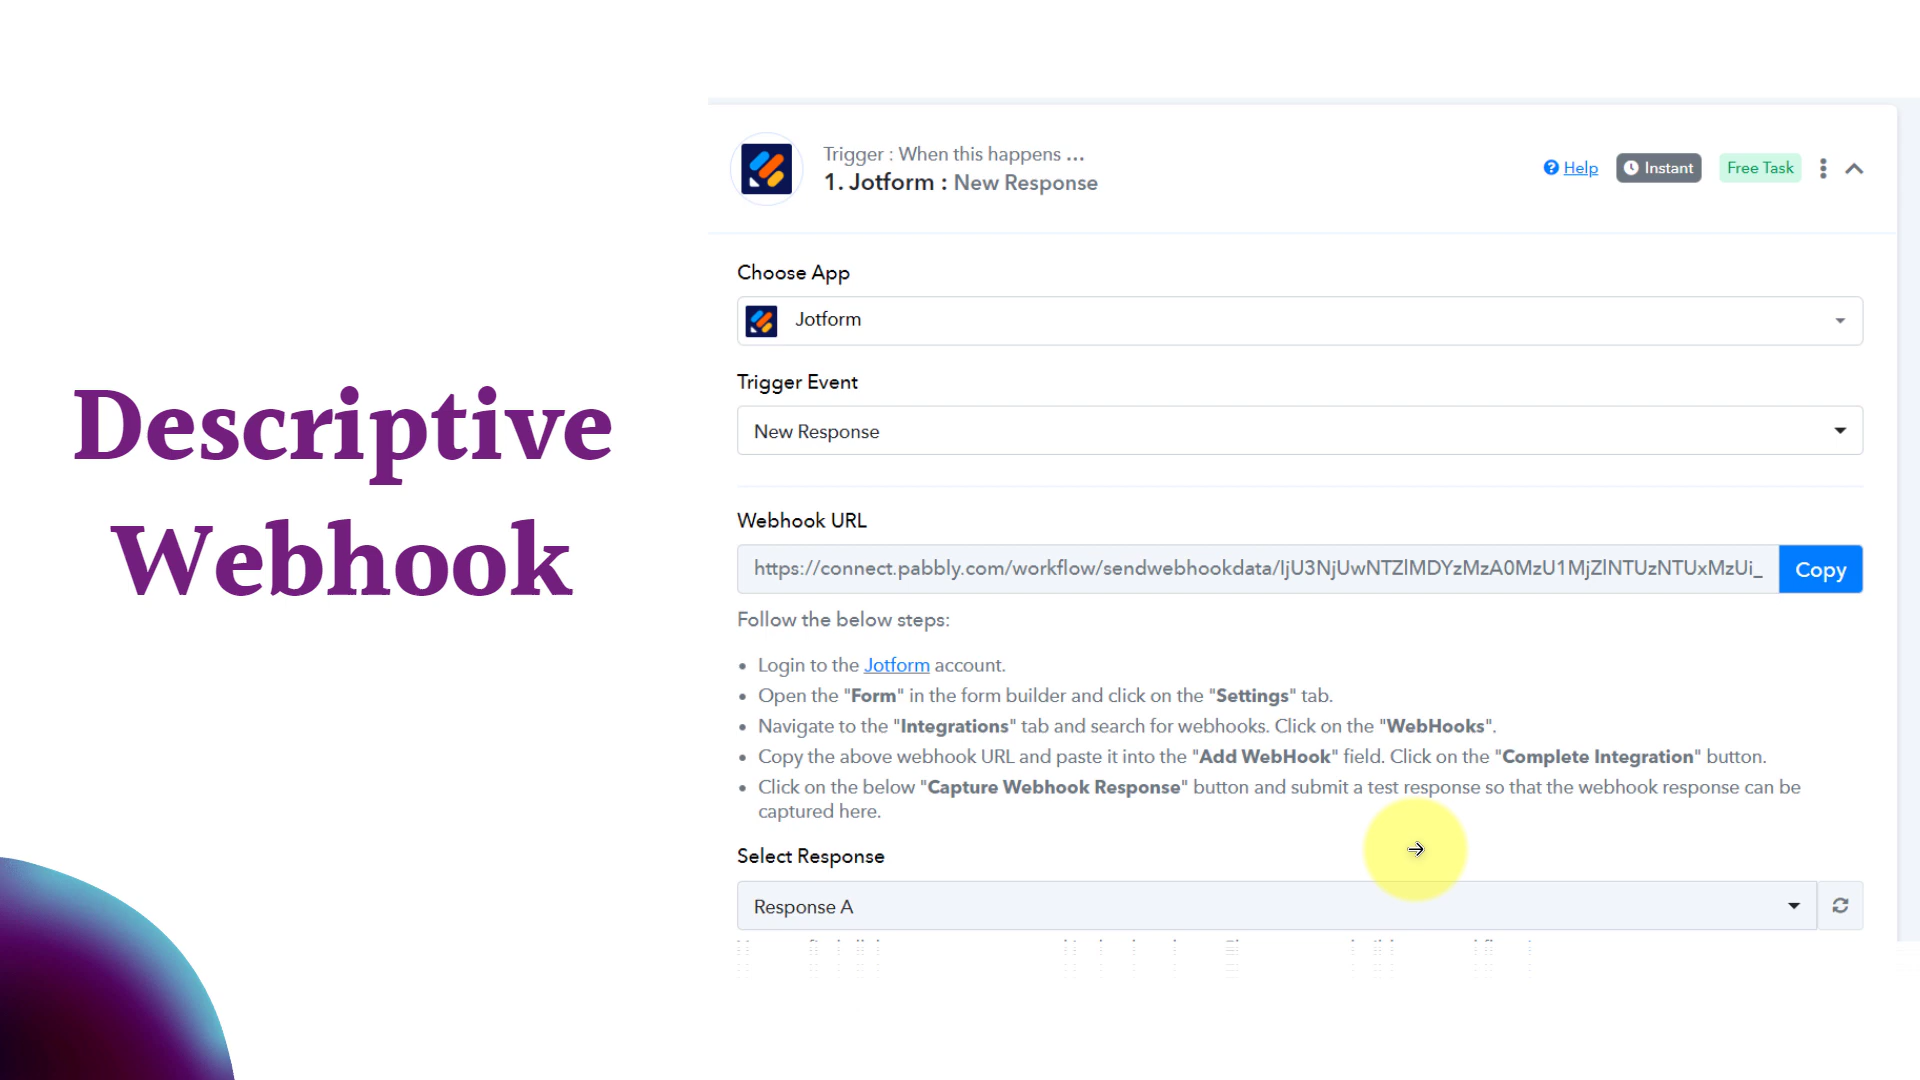 Descriptive
Webhook
Trigger : When this happens ...
1. Jotform : New Response
Help
Instant
Free Task
Choose App
Jotform
Trigger Event
New Response
Webhook URL
https://connect.pabbly.com/workflow/sendwebhookdata/IjU3NjUwNTZlMDYzMzA0MzU1MjZlNTUzNTUxMzUi_
Copy
Follow the below steps:
Login to the Jotform account.
Open the "Form" in the form builder and click on the "Settings" tab.
Navigate to the "Integrations" tab and search for webhooks. Click on the "WebHooks".
Copy the above webhook URL and paste it into the "Add WebHook" field. Click on the "Complete Integration" button.
Click on the below "Capture Webhook Response" button and submit a test response so that the webhook response can be
captured here.
Select Response
Response A